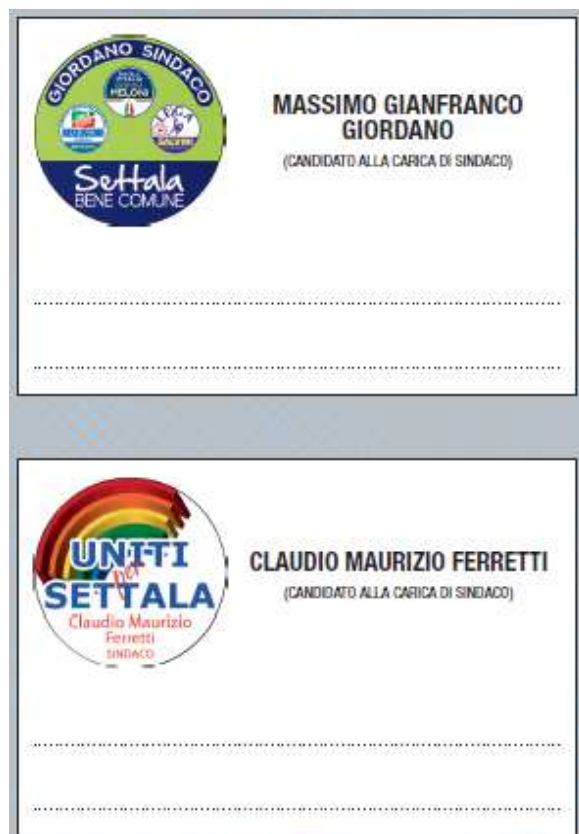 GIORDANO SINDACO
MELONI
LEGA
SALVINI
Settala
BENE COMUNE
MASSIMO GIANFRANCO
GIORDANO
(CANDIDATO ALLA CARICA DI SINDACO)
UNITI
per
SETTALA
Claudio Maurizio
Ferretti
SINDACO
CLAUDIO MAURIZIO FERRETTI
(CANDIDATO ALLA CARICA DI SINDACO)